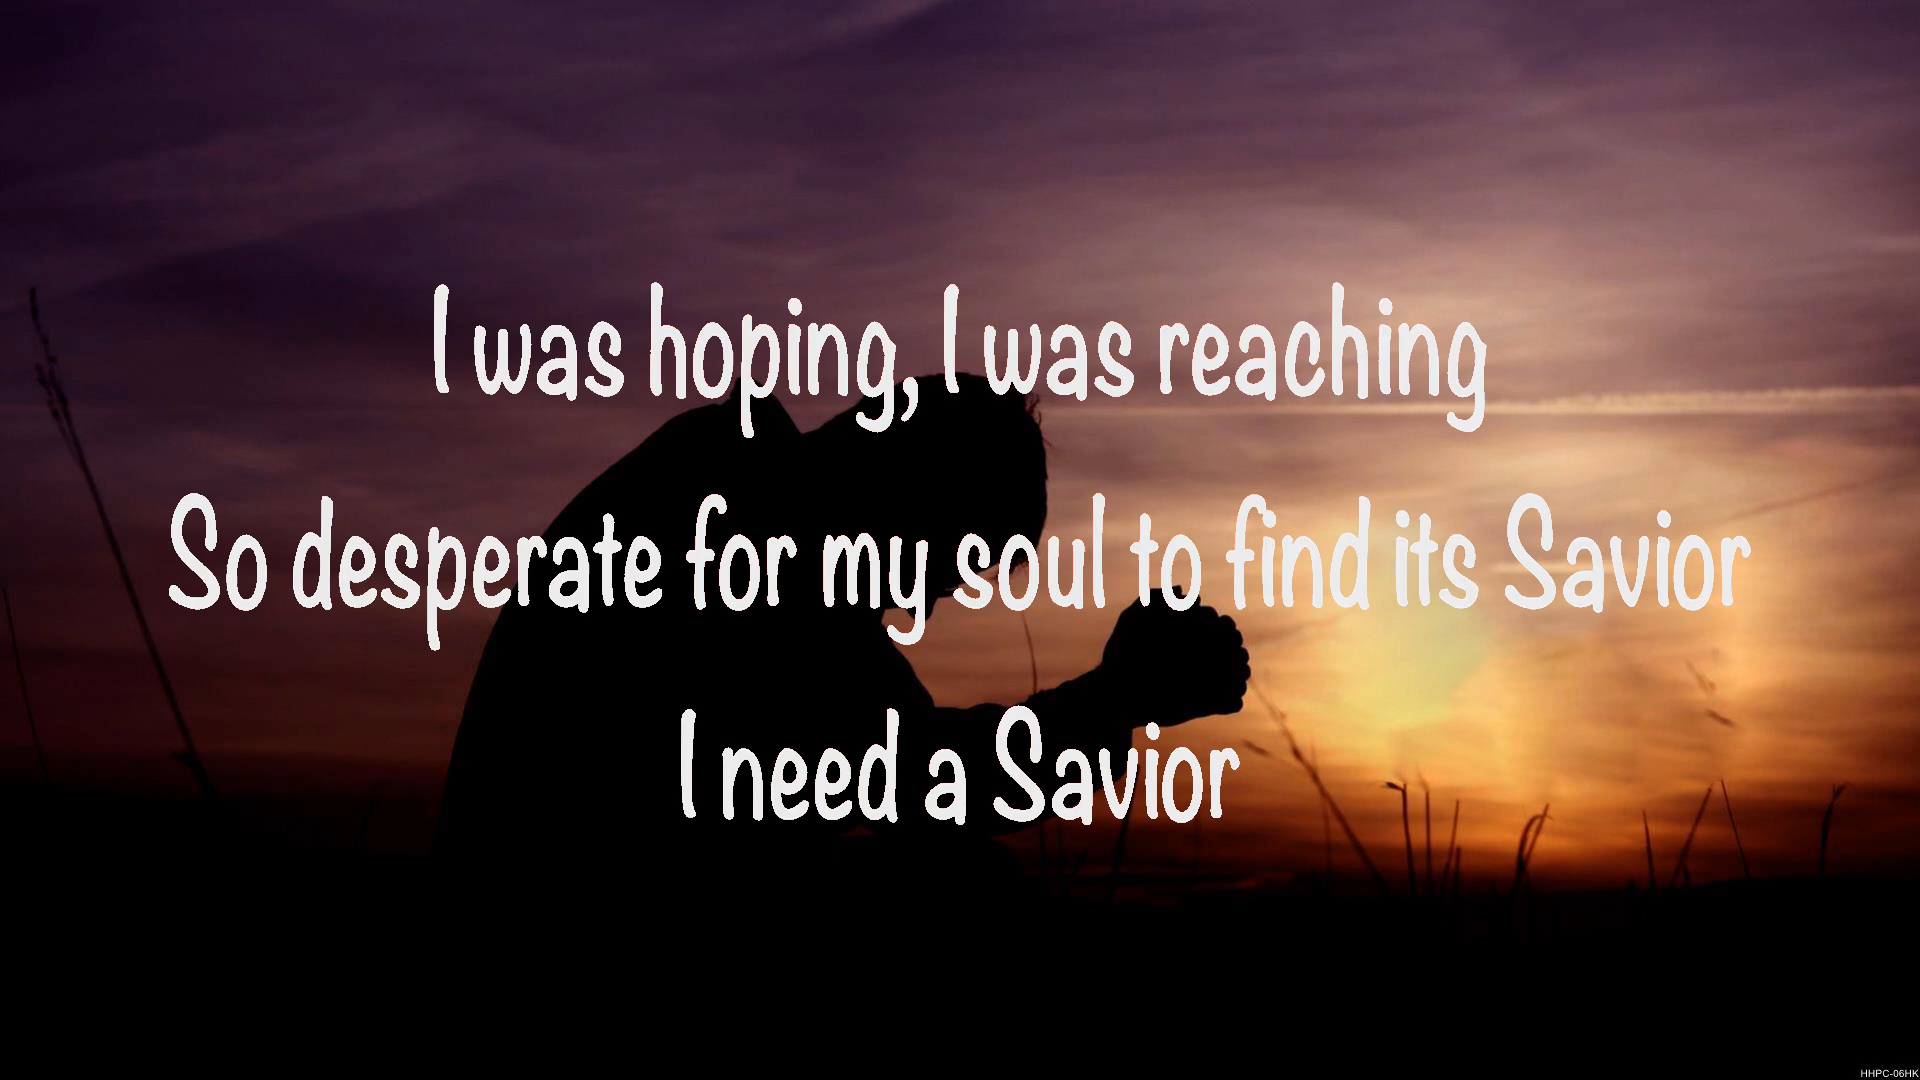 I was hoping, I was reaching
So desperate for my soul to find its Savior
I need a Savior
HHPC-06HK